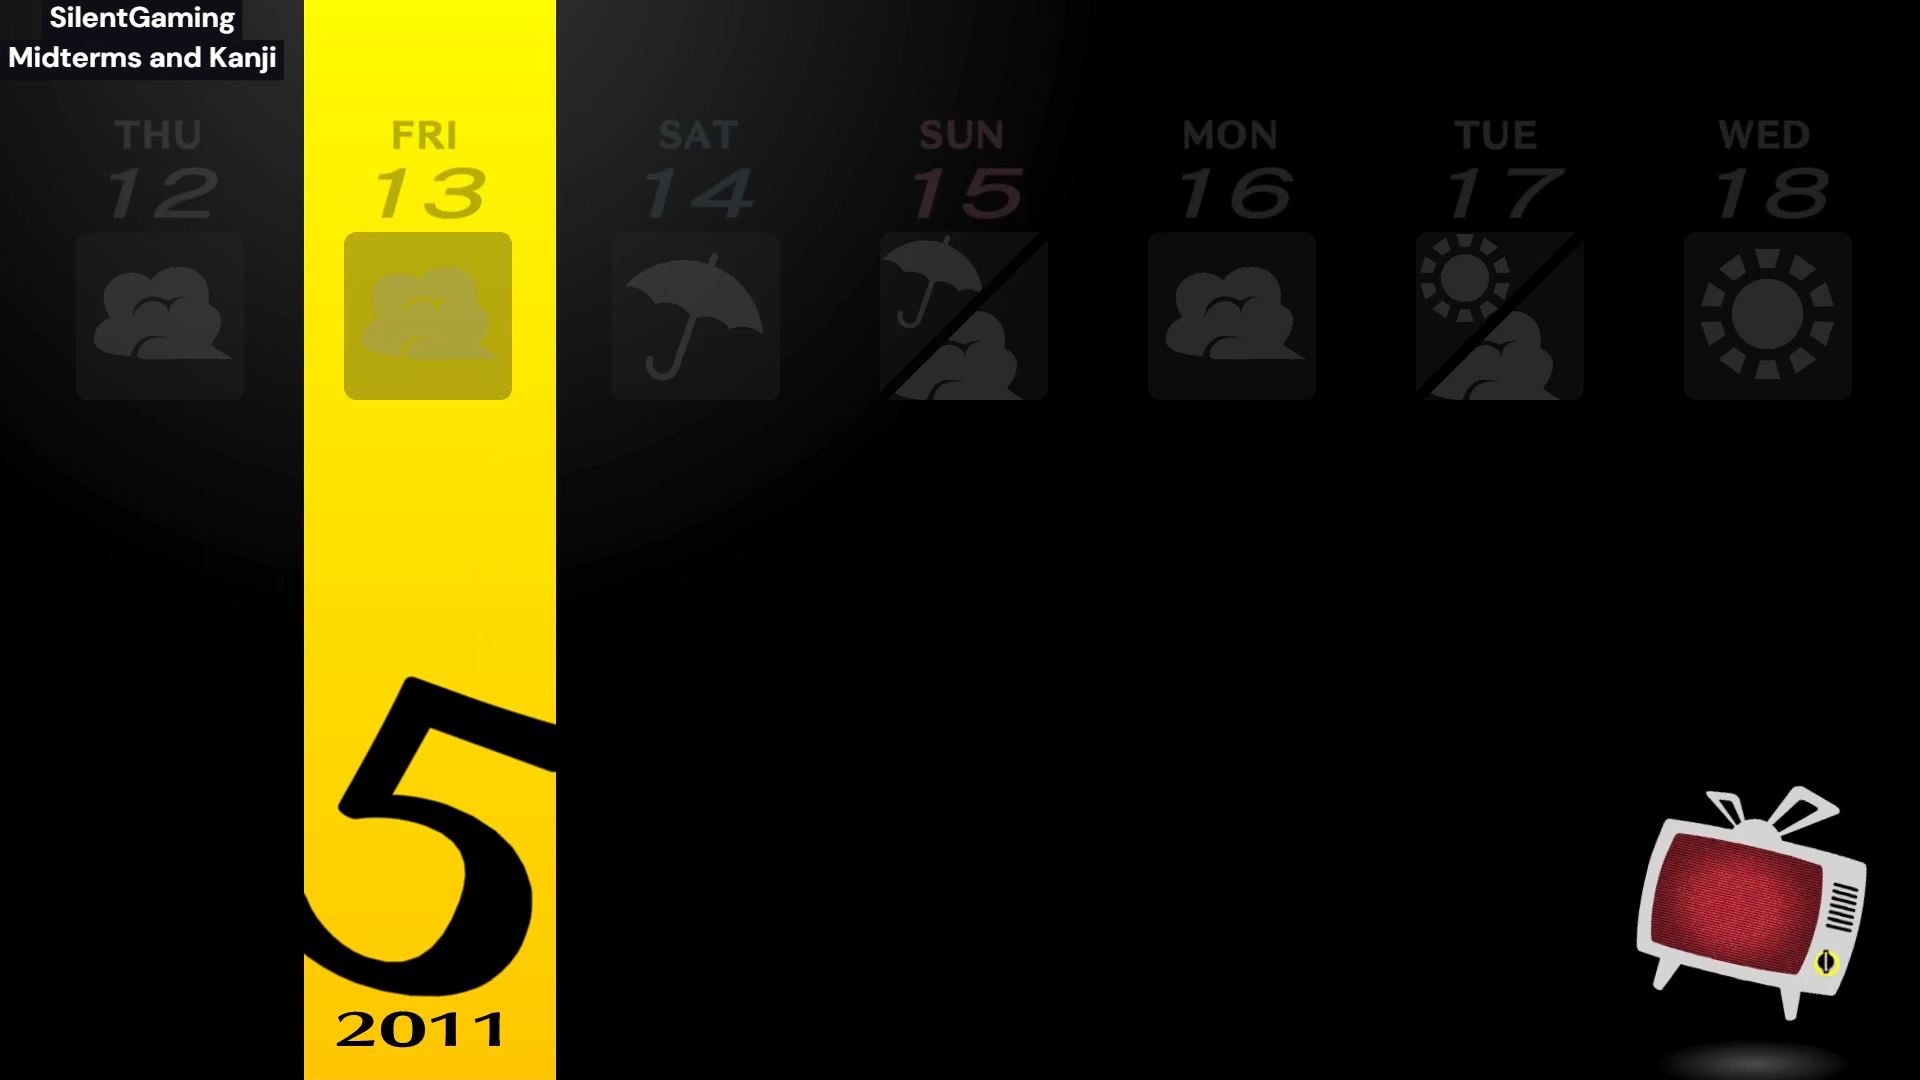 SilentGaming
Midterms and Kanji
THU FRI SAT SUN MON TUE WED
12 13 14 15 16 17 18
5
2011